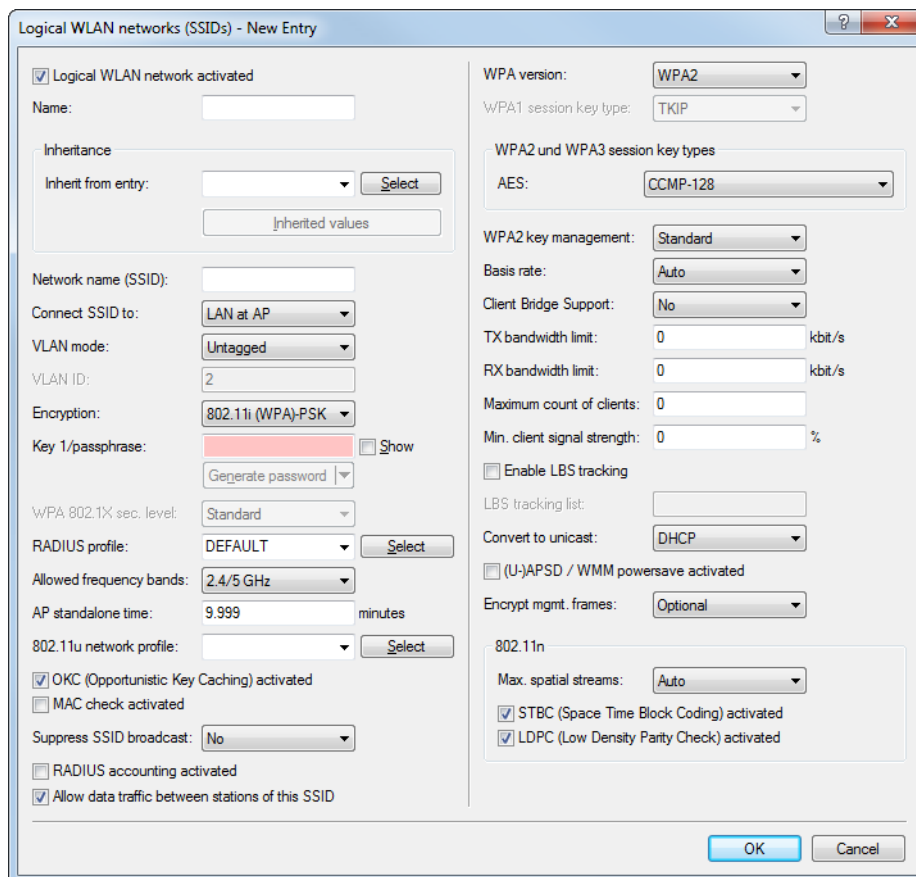 Logical WLAN networks (SSIDs) - New Entry
Logical WLAN network activated
Name:
Inheritance
Inherit from entry:
Select
Inherited values
Network name (SSID):
Connect SSID to: LAN at AP
VLAN mode: Untagged
VLAN ID: 2
Encryption: 802.11i (WPA)-PSK
Key 1/passphrase: Show
Generate password
WPA 802.1X sec. level: Standard
RADIUS profile: DEFAULT Select
Allowed frequency bands: 2.4/5 GHz
AP standalone time: 9.999 minutes
802.11u network profile: Select
OKC (Opportunistic Key Caching) activated
MAC check activated
Suppress SSID broadcast: No
RADIUS accounting activated
Allow data traffic between stations of this SSID
WPA version: WPA2
WPA1 session key type: TKIP
WPA2 und WPA3 session key types
AES: CCMP-128
WPA2 key management: Standard
Basis rate: Auto
Client Bridge Support: No
TX bandwidth limit: 0 kbit/s
RX bandwidth limit: 0 kbit/s
Maximum count of clients: 0
Min. client signal strength: 0 %
Enable LBS tracking
LBS tracking list:
Convert to unicast: DHCP
(U-)APSD / WMM powersave activated
Encrypt mgmt. frames: Optional
802.11n
Max. spatial streams: Auto
STBC (Space Time Block Coding) activated
LDPC (Low Density Parity Check) activated
OK Cancel